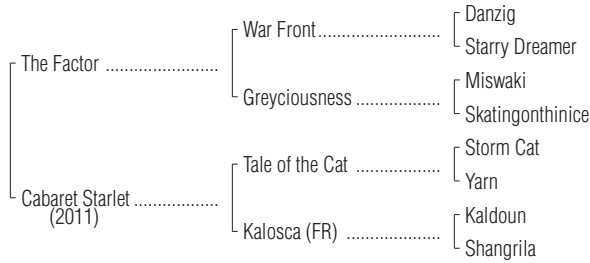 Danzig
War Front
Starry Dreamer
The Factor
Miswaki
Greyciousness
Skatingonthinice
Storm Cat
Tale of the Cat
Yarn
Cabaret Starlet
(2011)
Kaldoun
Kalosca (FR)
Shangrila